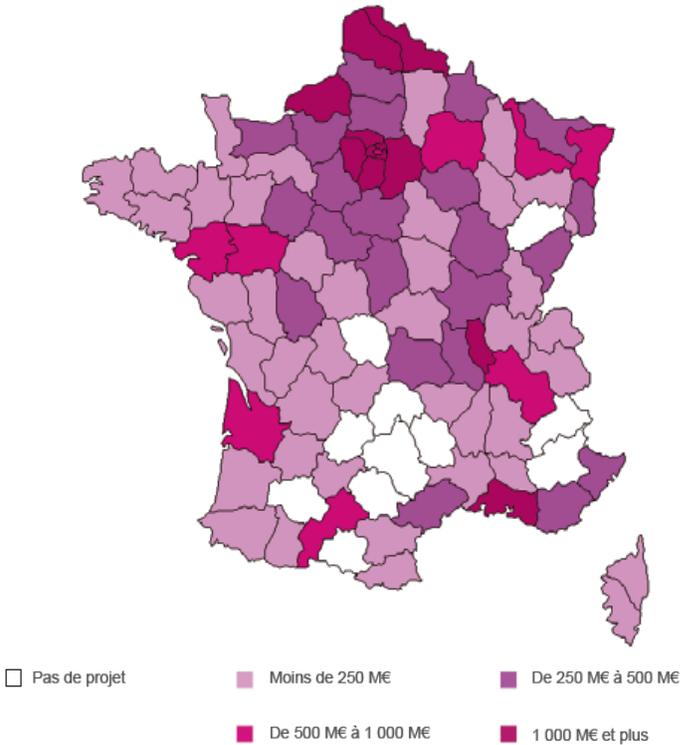 Pas de projet
Moins de 250 M€
De 250 M€ à 500 M€
De 500 M€ à 1 000 M€
1 000 M€ et plus